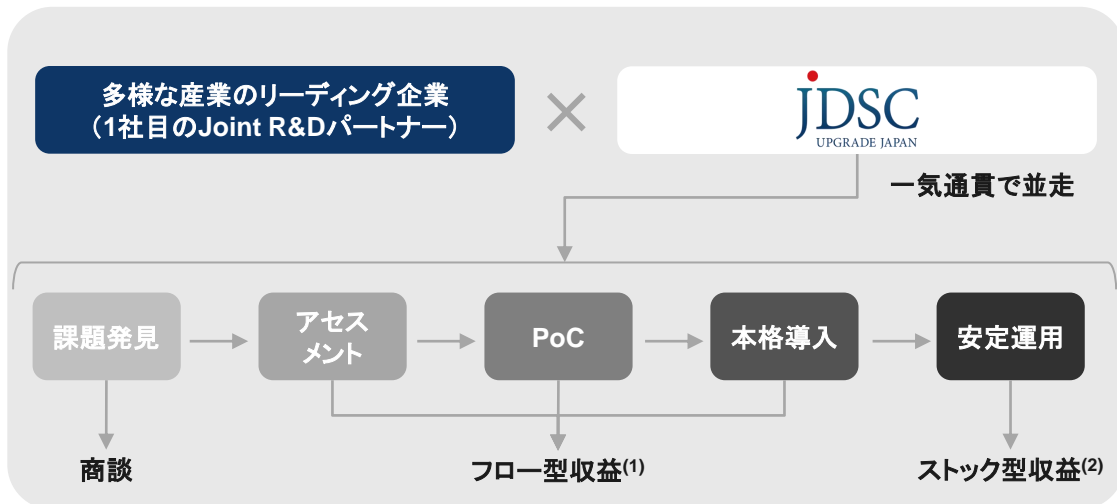 多様な産業のリーディング企業
（1社目のJoint R&Dパートナー）
JDSC
UPGRADE JAPAN
一気通貫で並走
課題発見
アセス
メント
PoC
本格導入
安定運用
商談
フロー型収益(1)
ストック型収益(2)